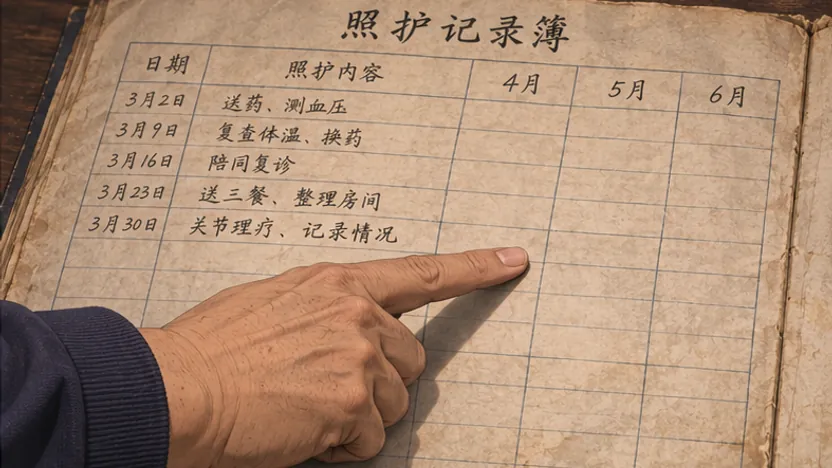 照护记录簿
日期 照护内容 4月 5月 6月
3月2日 送药、测血压
3月9日 复查体温、换药
3月16日 陪同复诊
3月23日 送三餐、整理房间
3月30日 关节理疗、记录情况